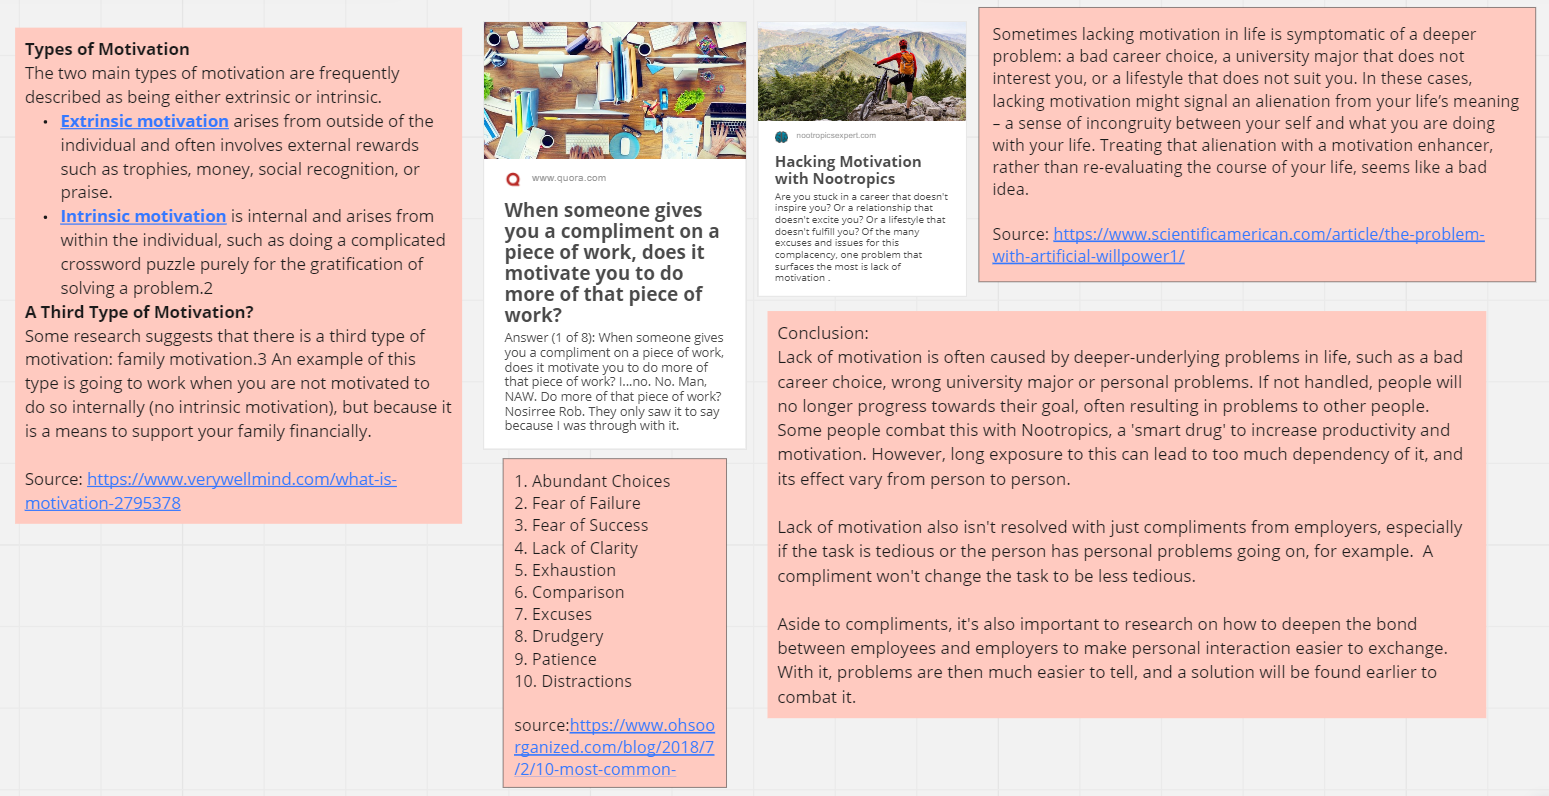 Types of Motivation
The two main types of motivation are frequently
described as being either extrinsic or intrinsic.
• Extrinsic motivation arises from outside of the
individual and often involves external rewards
such as trophies, money, social recognition, or
praise.
• Intrinsic motivation is internal and arises from
within the individual, such as doing a complicated
crossword puzzle purely for the gratification of
solving a problem.2
A Third Type of Motivation?
Some research suggests that there is a third type of
motivation: family motivation.3 An example of this
type is going to work when you are not motivated to
do so internally (no intrinsic motivation), but because it
is a means to support your family financially.
Source: https://www.verywellmind.com/what-is-
motivation-2795378
www.quora.com
When someone gives
you a compliment on a
piece of work, does it
motivate you to do
more of that piece of
work?
Answer (1 of 8): When someone gives
you a compliment on a piece of work,
does it motivate you to do more of
that piece of work? I...no. No. Man,
NAW. Do more of that piece of work?
Nosirree Rob. They only saw it to say
because I was through with it.
1. Abundant Choices
2. Fear of Failure
3. Fear of Success
4. Lack of Clarity
5. Exhaustion
6. Comparison
7. Excuses
8. Drudgery
9. Patience
10. Distractions
source:https://www.ohsoo
rganized.com/blog/2018/7
/2/10-most-common-
nootropicsexpert.com
Hacking Motivation
with Nootropics
Are you stuck in a career that doesn't
inspire you? Or a relationship that
doesn't excite you? Or a lifestyle that
doesn't fulfill you? Of the many
excuses and issues for this
complacency, one problem that
surfaces the most is lack of
motivation .
Sometimes lacking motivation in life is symptomatic of a deeper
problem: a bad career choice, a university major that does not
interest you, or a lifestyle that does not suit you. In these cases,
lacking motivation might signal an alienation from your life’s meaning
– a sense of incongruity between your self and what you are doing
with your life. Treating that alienation with a motivation enhancer,
rather than re-evaluating the course of your life, seems like a bad
idea.
Source: https://www.scientificamerican.com/article/the-problem-
with-artificial-willpower1/
Conclusion:
Lack of motivation is often caused by deeper-underlying problems in life, such as a bad
career choice, wrong university major or personal problems. If not handled, people will
no longer progress towards their goal, often resulting in problems to other people.
Some people combat this with Nootropics, a 'smart drug' to increase productivity and
motivation. However, long exposure to this can lead to too much dependency of it, and
its effect vary from person to person.
Lack of motivation also isn't resolved with just compliments from employers, especially
if the task is tedious or the person has personal problems going on, for example. A
compliment won't change the task to be less tedious.
Aside to compliments, it's also important to research on how to deepen the bond
between employees and employers to make personal interaction easier to exchange.
With it, problems are then much easier to tell, and a solution will be found earlier to
combat it.